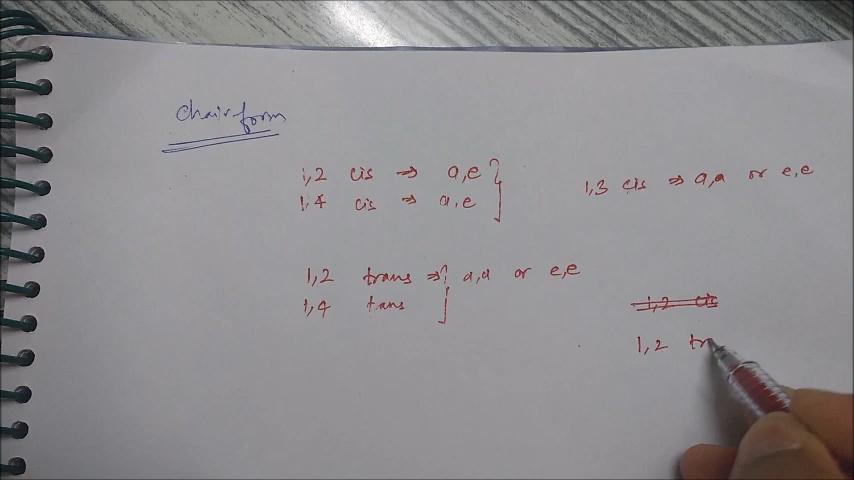 chair form
1,2 cis ⇒ a,e
1,4 cis ⇒ a,e
1,3 cis ⇒ a,a or e,e
1,2 trans ⇒ a,a or e,e
1,4 tans
1,2 cis
1,2 tr